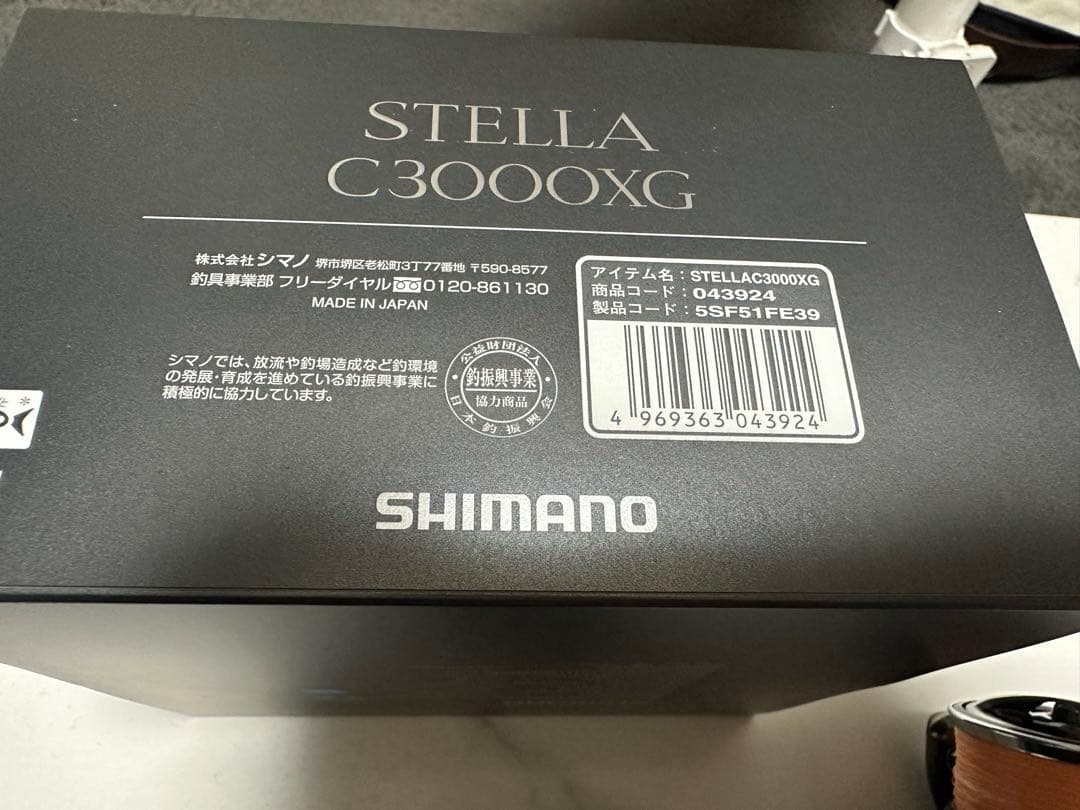 STELLA
C3000XG
株式会社シマノ 堺市堺区老松町3丁77番地 〒590-8577
釣具事業部 フリーダイヤル 0120-861130
MADE IN JAPAN
シマノでは、放流や釣場造成など釣環境
の発展・育成を進めている釣振興事業に
積極的に協力しています。
公益財団法人
釣振興事業
協力商品
日本釣振興会
アイテム名：STELLAC3000XG
商品コード：043924
製品コード：5SF51FE39
4 969363 043924
SHIMANO